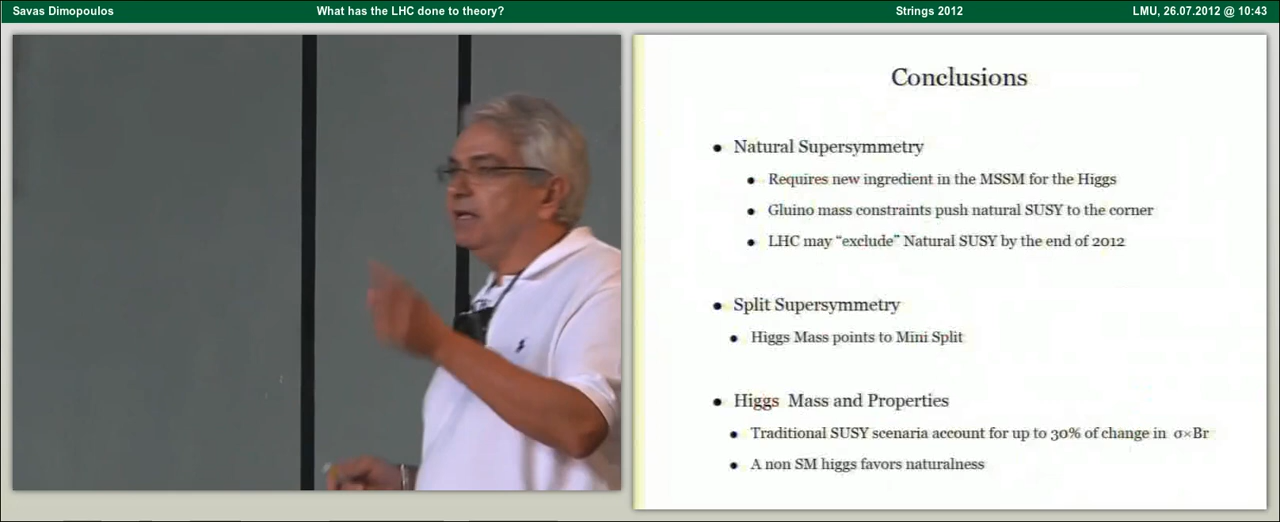 Savas Dimopoulos What has the LHC done to theory? Strings 2012 LMU, 26.07.2012 @ 10:43
Conclusions
• Natural Supersymmetry
• Requires new ingredient in the MSSM for the Higgs
• Gluino mass constraints push natural SUSY to the corner
• LHC may “exclude” Natural SUSY by the end of 2012
• Split Supersymmetry
• Higgs Mass points to Mini Split
• Higgs Mass and Properties
• Traditional SUSY scenaria account for up to 30% of change in σ×Br
• A non SM higgs favors naturalness